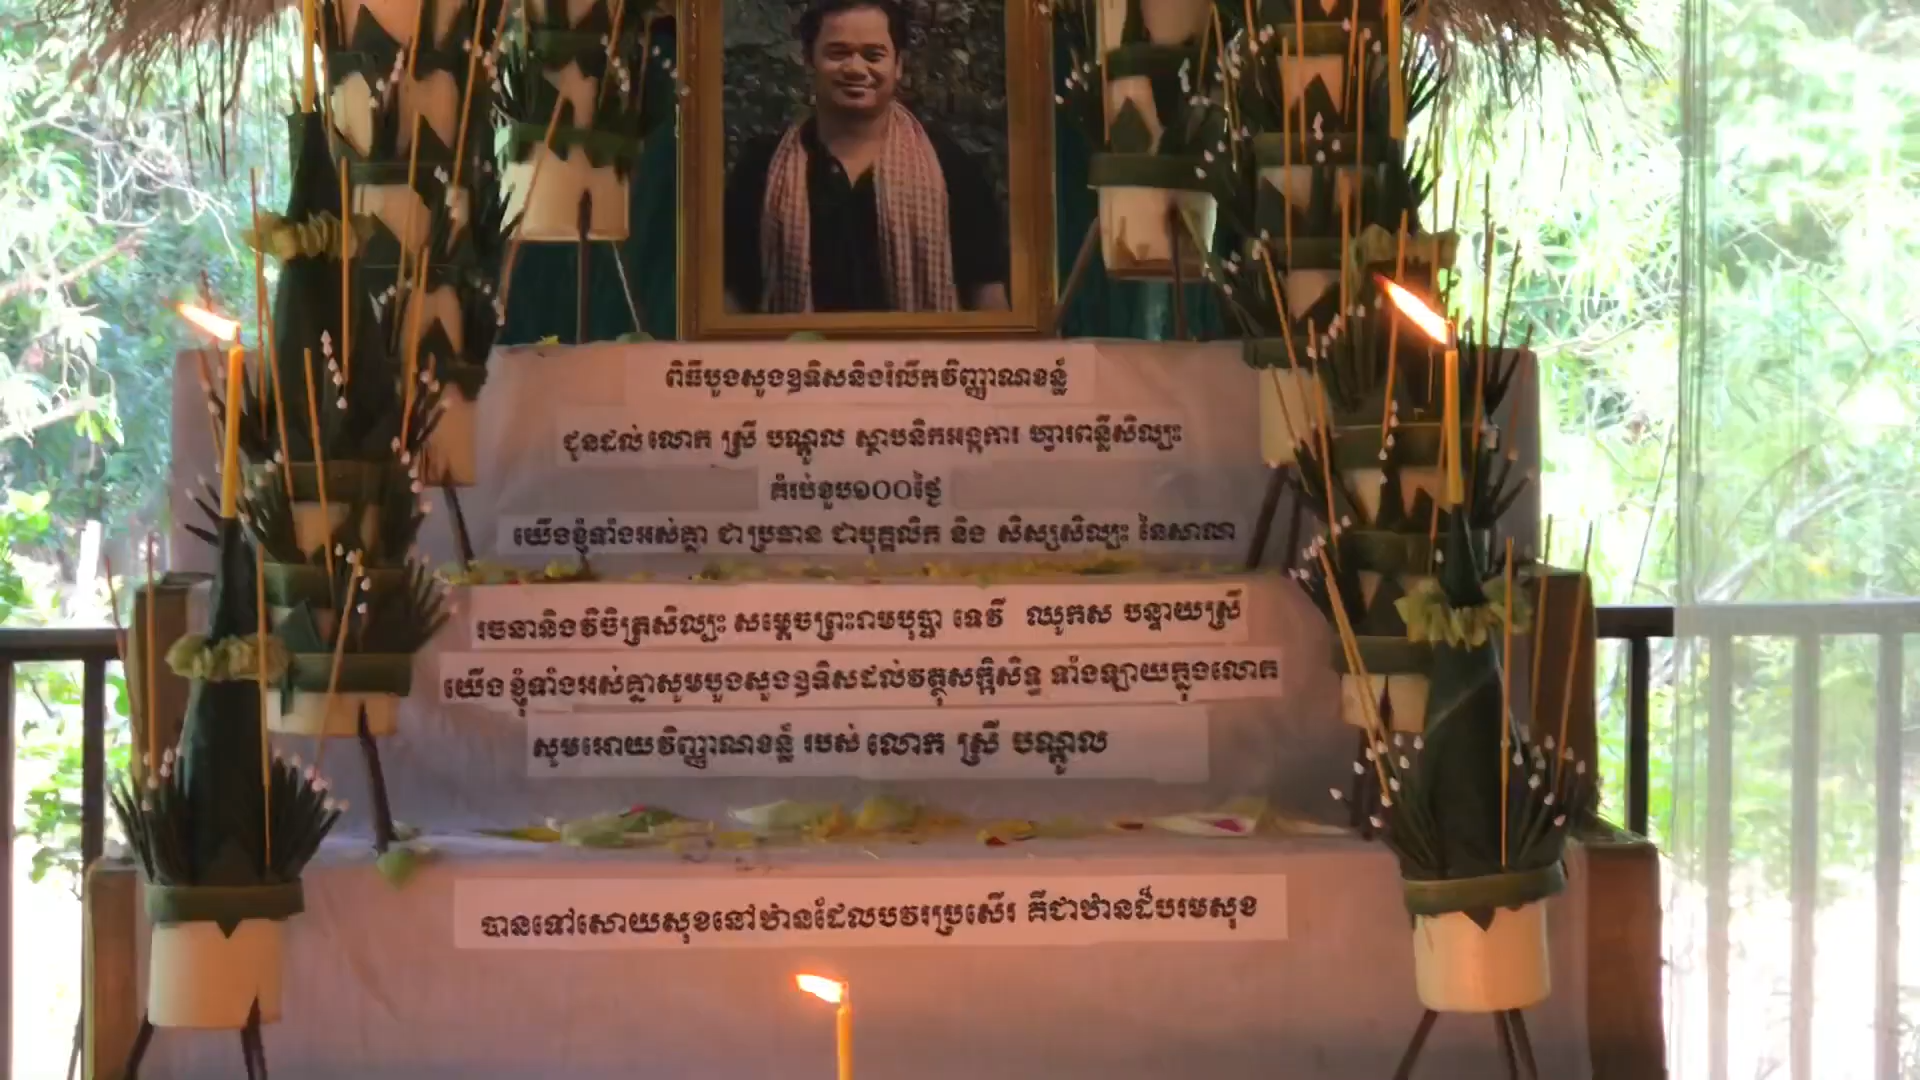 ពិធីបួងសួងឧទ្ទិសនិងរំលឹកវិញ្ញាណខន្ធ័
ជូនដល់លោក ស្រី បណ្ដូល ស្ថាបនិកអង្គការ ហ្វារពន្លឺសិល្បៈ
គំរប់ខួប១០០ថ្ងៃ
យើងខ្ញុំទាំងអស់គ្នា ជាប្រធាន ជាបុគ្គលិក និង សិស្សសិល្បៈ នៃសាលា
រចនានិងវិចិត្រសិល្បៈ សម្ដេចព្រះរាមបុប្ផា ទេវី ឈូកស បន្ទាយស្រី
យើងខ្ញុំទាំងអស់គ្នាសូមបួងសួងឧទិសដល់វត្ថុសក្កិសិទ្ធ ទាំងឡាយក្នុងលោក
សូមអោយវិញ្ញាណខន្ធ័ របស់លោក ស្រី បណ្ដូល
បានទៅសោយសុខនៅឋានដែលបវរប្រសើរ គឺជាឋានដ៏បរមសុខ